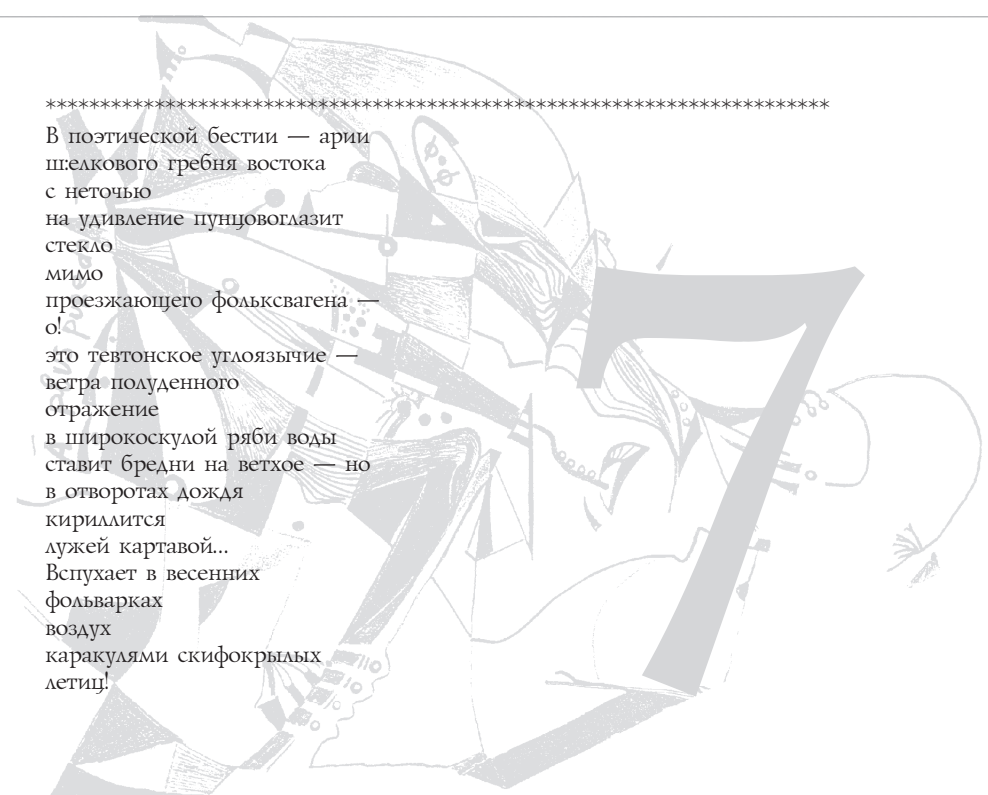 **************************************************************************
В поэтической бестии — арии
ш:елкового гребня востока
с неточью
на удивление пунцовоглазит
стекло
мимо
проезжающего фольксвагена —
о!
это тевтонское углоязычие —
ветра полуденного
отражение
в широкоскулой ряби воды
ставит бредни на ветхое — но
в отворотах дождя
кириллится
лужей картавой...
Вспухает в весенних
фольварках
воздух
каракулями скифокрылых
летиц!
7